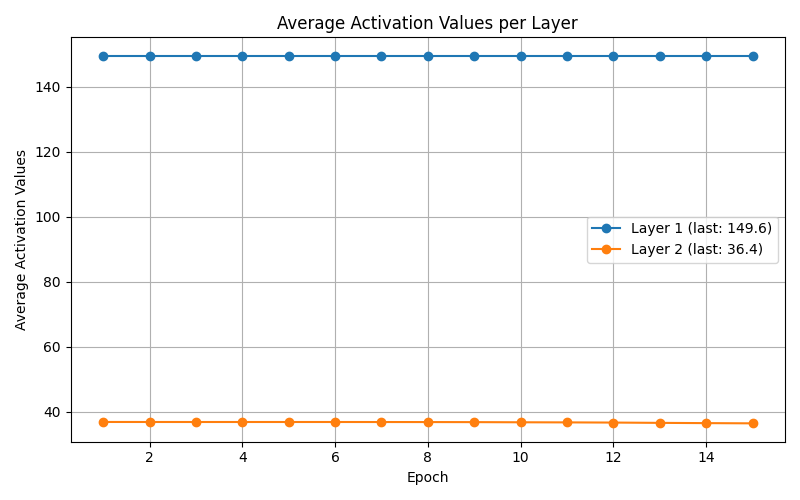 Average Activation Values per Layer
Average Activation Values
140
120
100
80
60
40
Layer 1 (last: 149.6)
Layer 2 (last: 36.4)
2 4 6 8 10 12 14
Epoch